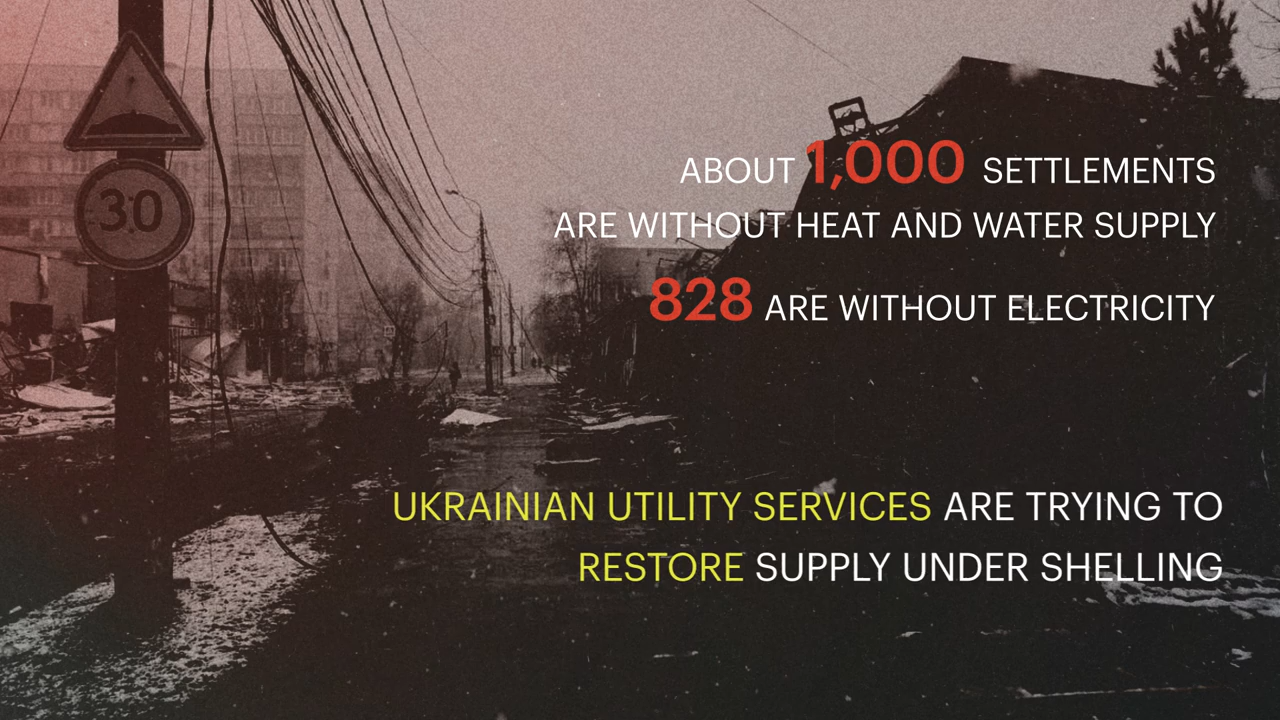 30
ABOUT 1,000 SETTLEMENTS
ARE WITHOUT HEAT AND WATER SUPPLY
828 ARE WITHOUT ELECTRICITY
UKRAINIAN UTILITY SERVICES ARE TRYING TO
RESTORE SUPPLY UNDER SHELLING